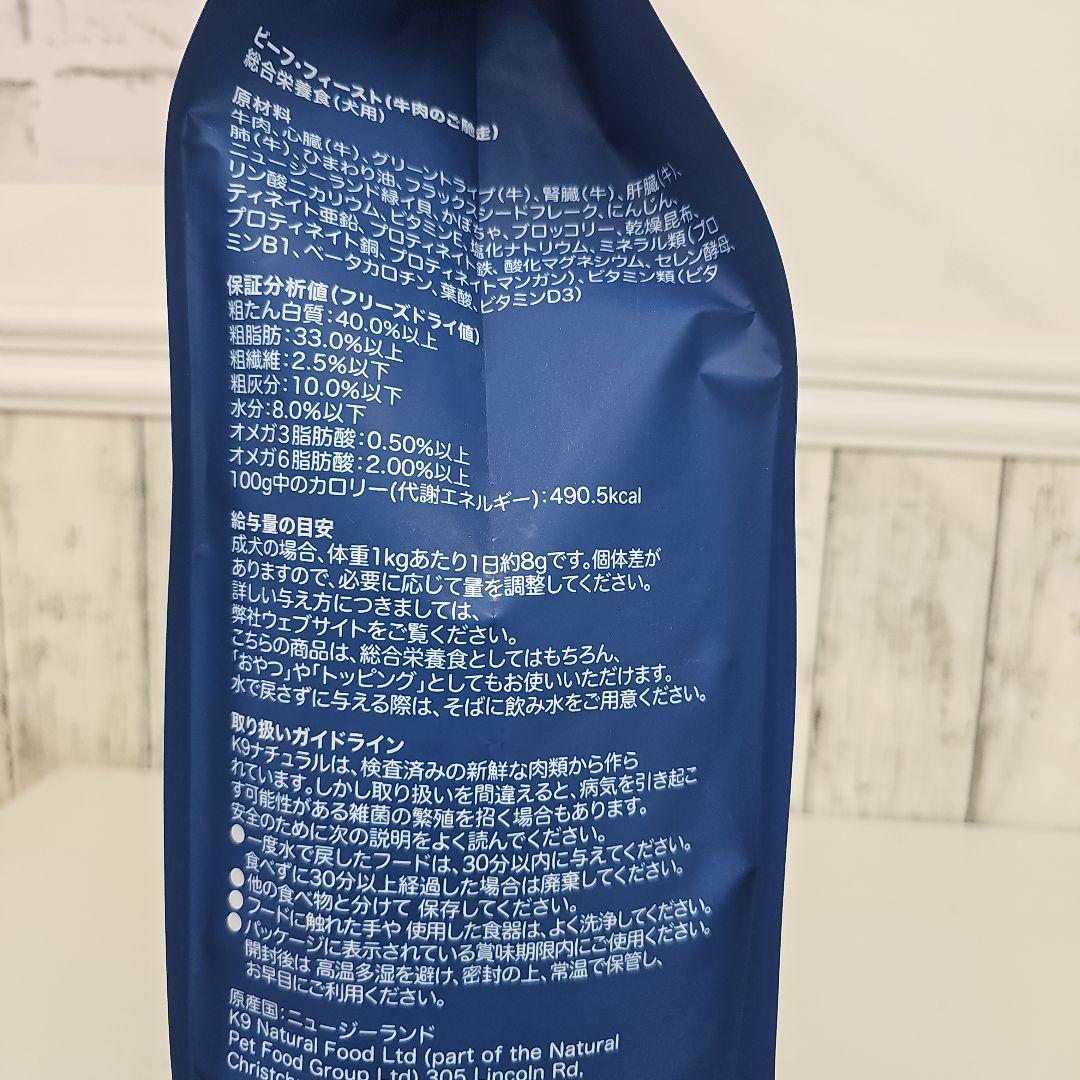 ビーフ・フィースト(牛肉のご馳走)
総合栄養食(犬用)
原材料
牛肉、心臓(牛)、グリーントライプ(牛)、腎臓(牛)、肝臓(牛)、
肺(牛)、ひまわり油、フラックスシードフレーク、にんじん、
ニュージーランド緑イ貝、かぼちゃ、ブロッコリー、乾燥昆布、
リン酸二カリウム、ビタミンE、塩化ナトリウム、ミネラル類(プロ
ティネイト亜鉛、プロティネイト鉄、酸化マグネシウム、セレン酵母、
プロティネイト銅、プロティネイトマンガン)、ビタミン類(ビタ
ミンB1、ベータカロチン、葉酸、ビタミンD3)
保証分析値(フリーズドライ値)
粗たん白質:40.0%以上
粗脂肪:33.0%以上
粗繊維:2.5%以下
粗灰分:10.0%以下
水分:8.0%以下
オメガ3脂肪酸:0.50%以上
オメガ6脂肪酸:2.00%以上
100g中のカロリー(代謝エネルギー):490.5kcal
給与量の目安
成犬の場合、体重1kgあたり1日約8gです。個体差が
ありますので、必要に応じて量を調整してください。
詳しい与え方につきましては、
弊社ウェブサイトをご覧ください。
こちらの商品は、総合栄養食としてはもちろん、
「おやつ」や「トッピング」としてもお使いいただけます。
水で戻さずに与える際は、そばに飲み水をご用意ください。
取り扱いガイドライン
K9ナチュラルは、検査済みの新鮮な肉類から作ら
れています。しかし取り扱いを間違えると、病気を引き起こ
す可能性がある雑菌の繁殖を招く場合もあります。
安全のために次の説明をよく読んでください。
●一度水で戻したフードは、30分以内に与えてください。
食べずに30分以上経過した場合は廃棄してください。
●他の食べ物と分けて 保存してください。
●フードに触れた手や 使用した食器は、よく洗浄してください。
●パッケージに表示されている賞味期限内にご使用ください。
開封後は 高温多湿を避け、密封の上、常温で保管し、
お早目にご利用ください。
原産国:ニュージーランド
K9 Natural Food Ltd (part of the Natural
Pet Food Group Ltd) 305 Lincoln Rd,